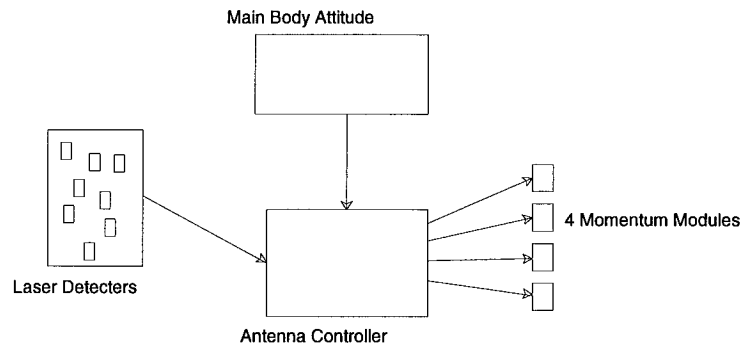 Main Body Attitude
4 Momentum Modules
Laser Detecters
Antenna Controller